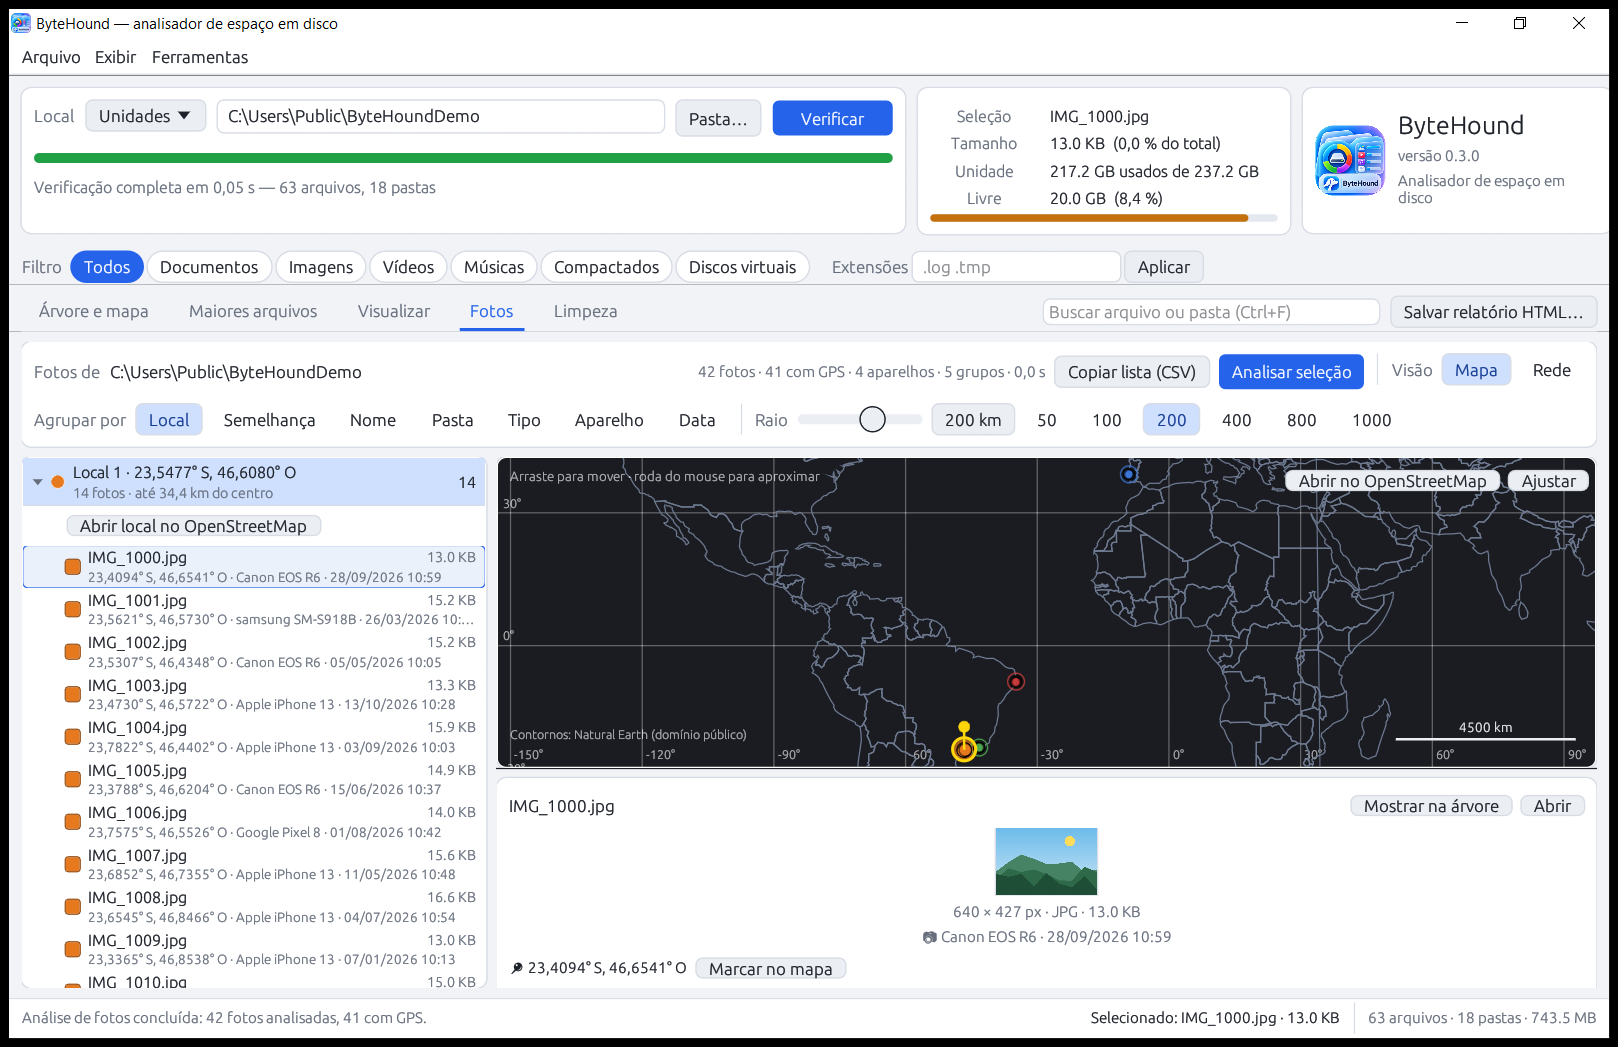 ByteHound — analisador de espaço em disco
Arquivo Exibir Ferramentas
Local Unidades ▼ C:\Users\Public\ByteHoundDemo Pasta... Verificar
Verificação completa em 0,05 s — 63 arquivos, 18 pastas
Seleção IMG_1000.jpg
Tamanho 13.0 KB (0,0 % do total)
Unidade 217.2 GB usados de 237.2 GB
Livre 20.0 GB (8,4 %)
ByteHound
ByteHound
versão 0.3.0
Analisador de espaço em
disco
Filtro Todos Documentos Imagens Vídeos Músicas Compactados Discos virtuais Extensões .log .tmp Aplicar
Árvore e mapa Maiores arquivos Visualizar Fotos Limpeza Buscar arquivo ou pasta (Ctrl+F) Salvar relatório HTML...
Fotos de C:\Users\Public\ByteHoundDemo 42 fotos · 41 com GPS · 4 aparelhos · 5 grupos · 0,0 s Copiar lista (CSV) Analisar seleção Visão Mapa Rede
Agrupar por Local Semelhança Nome Pasta Tipo Aparelho Data Raio 200 km 50 100 200 400 800 1000
Local 1 · 23,5477° S, 46,6080° O
14 fotos · até 34,4 km do centro
14
Abrir local no OpenStreetMap
IMG_1000.jpg 13.0 KB
23,4094° S, 46,6541° O · Canon EOS R6 · 28/09/2026 10:59
IMG_1001.jpg 15.2 KB
23,5621° S, 46,5730° O · samsung SM-S918B · 26/03/2026 10:...
IMG_1002.jpg 15.2 KB
23,5307° S, 46,4348° O · Canon EOS R6 · 05/05/2026 10:05
IMG_1003.jpg 13.3 KB
23,4730° S, 46,5722° O · Apple iPhone 13 · 13/10/2026 10:28
IMG_1004.jpg 15.9 KB
23,7822° S, 46,4402° O · Apple iPhone 13 · 03/09/2026 10:03
IMG_1005.jpg 14.9 KB
23,3788° S, 46,6204° O · Canon EOS R6 · 15/06/2026 10:37
IMG_1006.jpg 14.0 KB
23,7575° S, 46,5526° O · Google Pixel 8 · 01/08/2026 10:42
IMG_1007.jpg 15.6 KB
23,6852° S, 46,7355° O · Apple iPhone 13 · 11/05/2026 10:48
IMG_1008.jpg 16.6 KB
23,6545° S, 46,8466° O · Apple iPhone 13 · 04/07/2026 10:54
IMG_1009.jpg 13.0 KB
23,3365° S, 46,8538° O · Apple iPhone 13 · 07/01/2026 10:13
IMG_1010.jpg 15.0 KB
Arraste para mover · roda do mouse para aproximar
Abrir no OpenStreetMap Ajustar
30°
0°
4500 km
Contornos: Natural Earth (domínio público)
-150° -120° -90° 60° -30° 0° 30° 60° 90°
IMG_1000.jpg Mostrar na árvore Abrir
640 × 427 px · JPG · 13.0 KB
Canon EOS R6 · 28/09/2026 10:59
23,4094° S, 46,6541° O Marcar no mapa
Análise de fotos concluída: 42 fotos analisadas, 41 com GPS.
Selecionado: IMG_1000.jpg · 13.0 KB
63 arquivos · 18 pastas · 743.5 MB